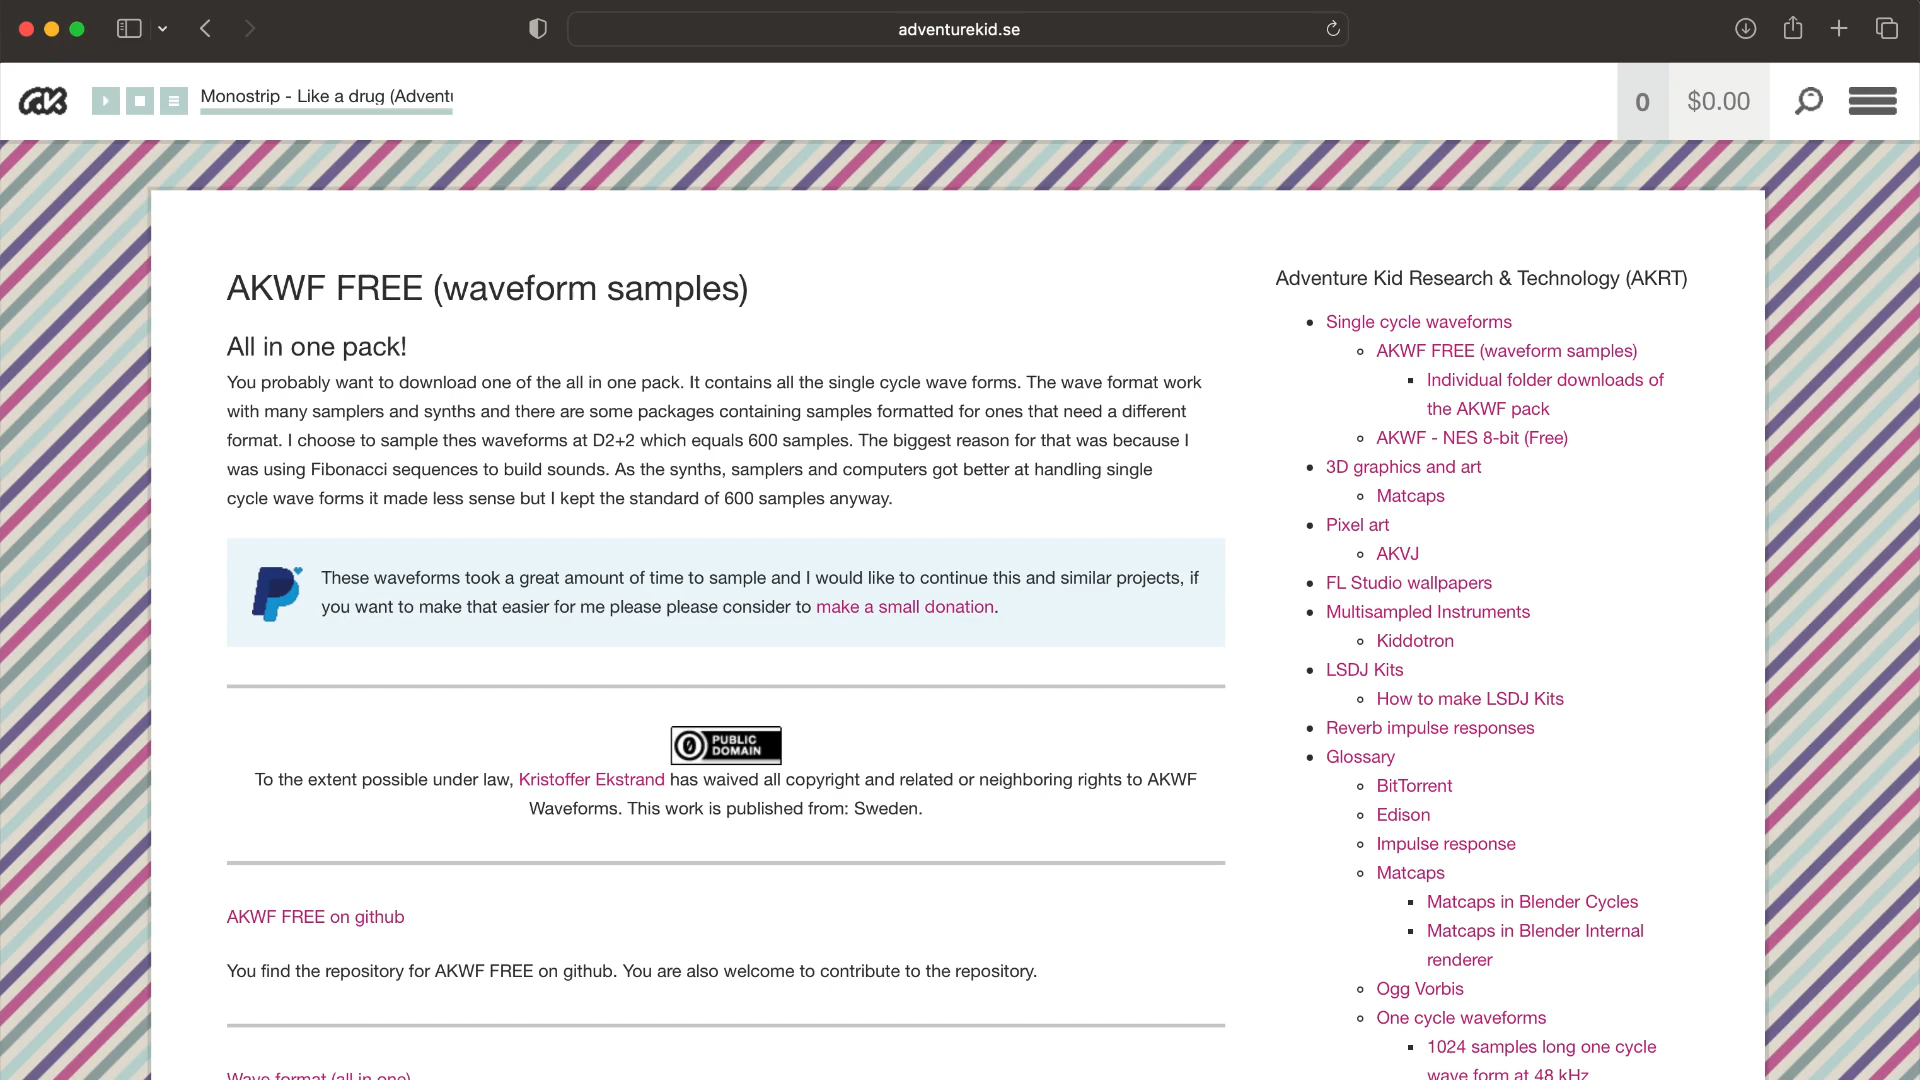 adventurekid.se
Monostrip - Like a drug (Advent
0
$0.00
AKWF FREE (waveform samples)
All in one pack!
You probably want to download one of the all in one pack. It contains all the single cycle wave forms. The wave format work
with many samplers and synths and there are some packages containing samples formatted for ones that need a different
format. I choose to sample thes waveforms at D2+2 which equals 600 samples. The biggest reason for that was because I
was using Fibonacci sequences to build sounds. As the synths, samplers and computers got better at handling single
cycle wave forms it made less sense but I kept the standard of 600 samples anyway.
These waveforms took a great amount of time to sample and I would like to continue this and similar projects, if
you want to make that easier for me please please consider to make a small donation.
PUBLIC
DOMAIN
To the extent possible under law, Kristoffer Ekstrand has waived all copyright and related or neighboring rights to AKWF
Waveforms. This work is published from: Sweden.
AKWF FREE on github
You find the repository for AKWF FREE on github. You are also welcome to contribute to the repository.
Wave format (all in one)
Adventure Kid Research & Technology (AKRT)
Single cycle waveforms
AKWF FREE (waveform samples)
Individual folder downloads of
the AKWF pack
AKWF - NES 8-bit (Free)
3D graphics and art
Matcaps
Pixel art
AKVJ
FL Studio wallpapers
Multisampled Instruments
Kiddotron
LSDJ Kits
How to make LSDJ Kits
Reverb impulse responses
Glossary
BitTorrent
Edison
Impulse response
Matcaps
Matcaps in Blender Cycles
Matcaps in Blender Internal
renderer
Ogg Vorbis
One cycle waveforms
1024 samples long one cycle
wave form at 48 kHz